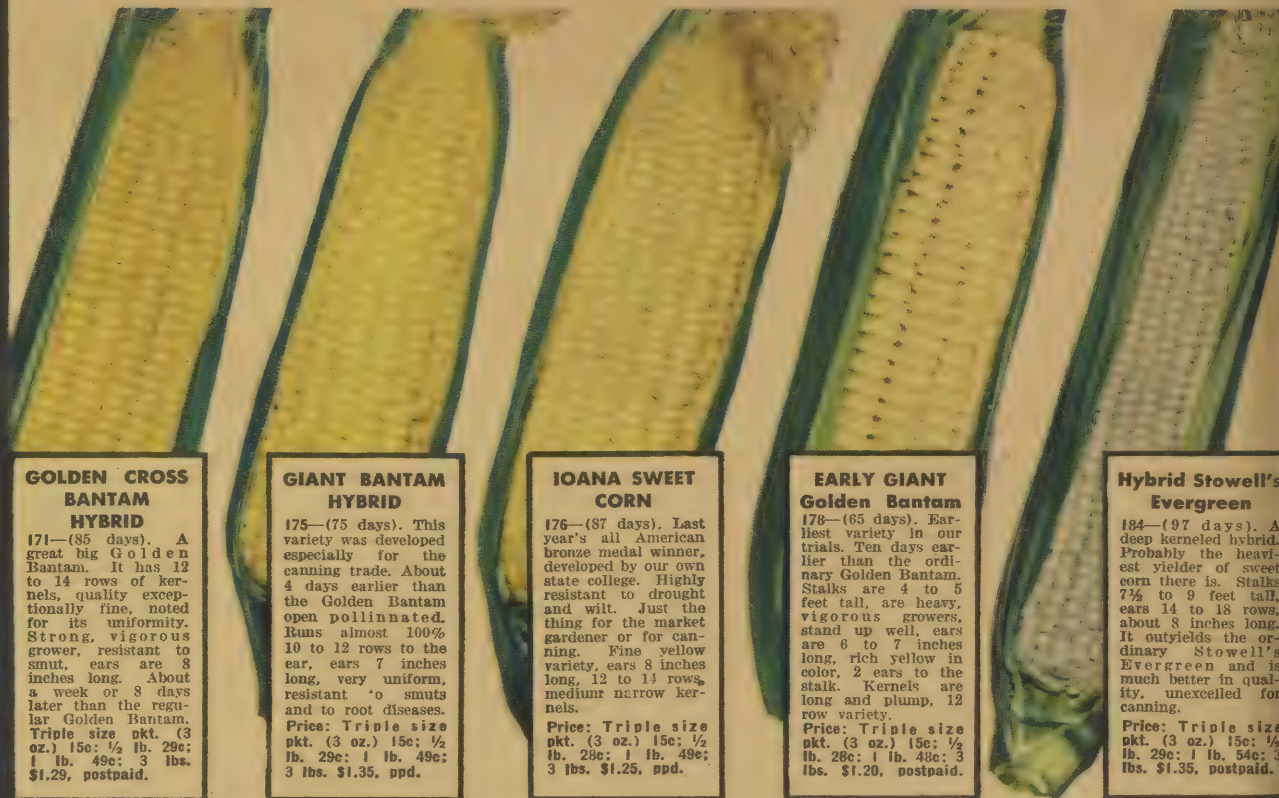 GOLDEN CROSS
BANTAM
HYBRID
171—(85 days). A
great big Golden
Bantam. It has 12
to 14 rows of ker-
nels, quality excep-
tionally fine, noted
for its uniformity.
Strong, vigorous
grower, resistant to
smut, ears are 8
inches long. About
a week or 8 days
later than the regu-
lar Golden Bantam.
Triple size pkt. (3
oz.) 15c: ½ lb. 29c;
1 lb. 49c; 3 lbs.
$1.29, postpaid.
GIANT BANTAM
HYBRID
175—(75 days). This
variety was developed
especially for the
canning trade. About
4 days earlier than
the Golden Bantam
open pollinnated.
Runs almost 100%
10 to 12 rows to the
ear, ears 7 inches
long, very uniform,
resistant 'o smuts
and to root diseases.
Price: Triple size
pkt. (3 oz.) 15c; ½
lb. 29c: 1 lb. 49c;
3 lbs. $1.35, ppd.
IOANA SWEET
CORN
176—(87 days). Last
year's all American
bronze medal winner,
developed by our own
state college. Highly
resistant to drought
and wilt. Just the
thing for the market
gardener or for can-
ning. Fine yellow
variety, ears 8 inches
long, 12 to 14 rows,
medium narrow ker-
nels.
Price: Triple size
pkt. (3 oz.) 15c; ½
lb. 28c; 1 lb. 49c;
3 lbs. $1.25, ppd.
EARLY GIANT
Golden Bantam
178—(65 days). Ear-
liest variety in our
trials. Ten days ear-
lier than the ordi-
nary Golden Bantam.
Stalks are 4 to 5
feet tall, are heavy,
vigorous growers,
stand up well, ears
are 6 to 7 inches
long, rich yellow in
color, 2 ears to the
stalk. Kernels are
long and plump, 12
row variety.
Price: Triple size
pkt. (3 oz.) 15c; ½
lb. 28c; 1 lb. 48c; 3
lbs. $1.20, postpaid.
Hybrid Stowell's
Evergreen
184—(97 days). A
deep kerneled hybrid.
Probably the heavi-
est yielder of sweet
corn there is. Stalks
7½ to 9 feet tall,
ears 14 to 18 rows,
about 8 inches long.
It outyields the or-
dinary Stowell's
Evergreen and is
much better in qual-
ity, unexcelled for
canning.
Price: Triple size
pkt. (3 oz.) 15c; ½
lb. 29c; 1 lb. 54c; 3
lbs. $1.35, postpaid.